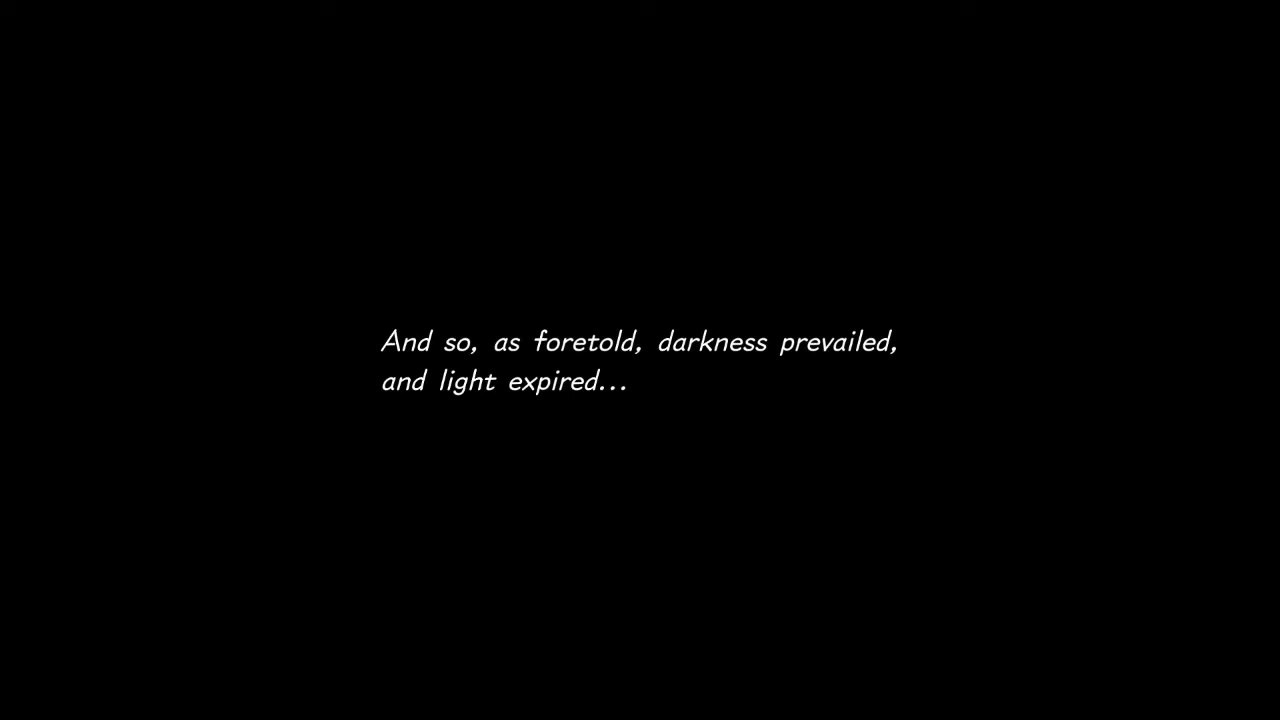 And so, as foretold, darkness prevailed,
and light expired...